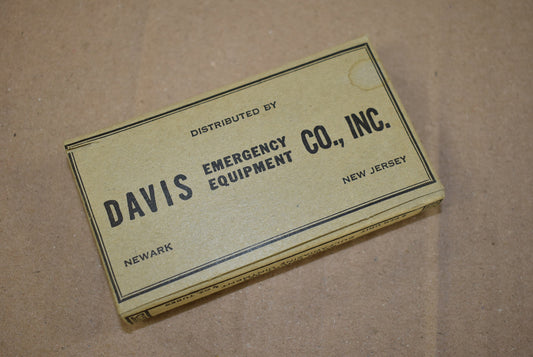 DISTRIBUTED BY
DAVIS EMERGENCY EQUIPMENT CO., INC.
NEWARK NEW JERSEY